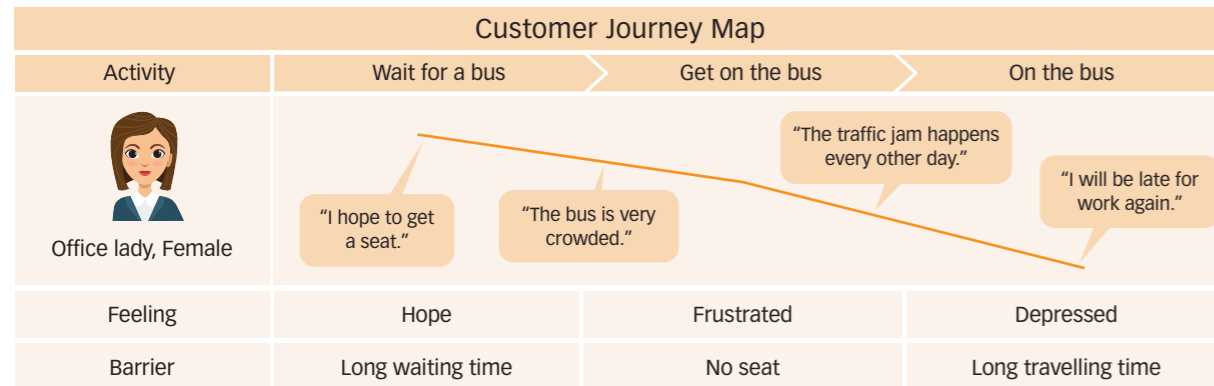 Customer Journey Map
Activity
Wait for a bus
Get on the bus
On the bus
Office lady, Female
“I hope to get
a seat.”
“The bus is very
crowded.”
“The traffic jam happens
every other day.”
“I will be late for
work again.”
Feeling
Hope
Frustrated
Depressed
Barrier
Long waiting time
No seat
Long travelling time